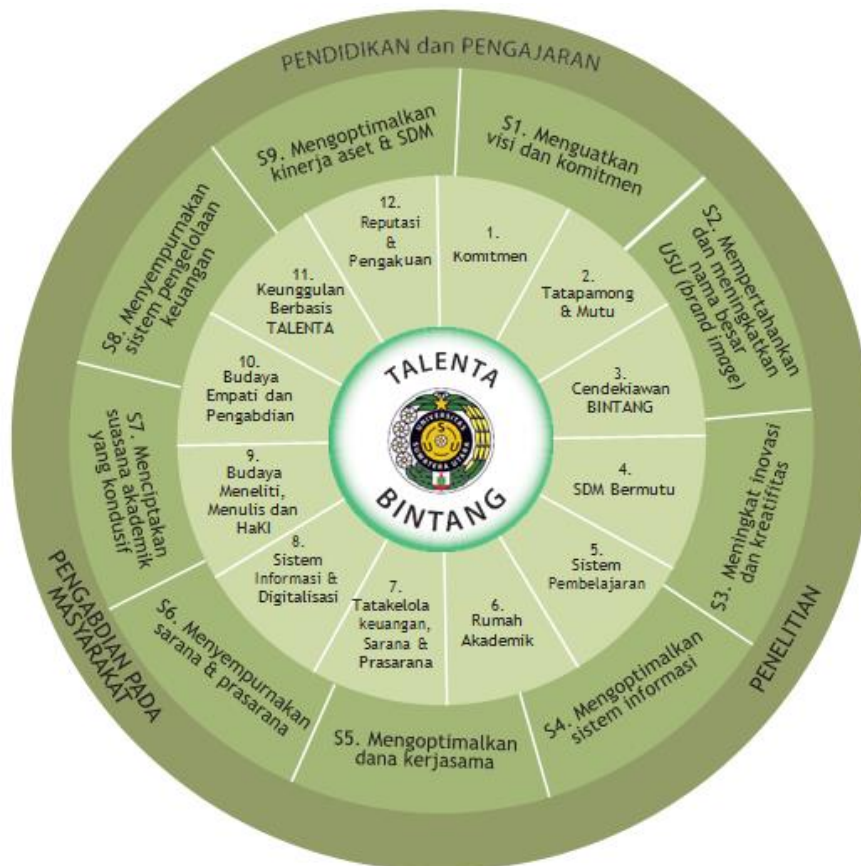 PENDIDIKAN dan PENGAJARAN
S1. Menguatkan
visi dan komitmen
S2. Mempertahankan
dan meningkatkan
nama besar
USU (brand image)
S3. Meningkat inovasi
dan kreatifitas
S4. Mengoptimalkan
sistem informasi
S5. Mengoptimalkan
dana kerjasama
S6. Menyempurnakan
sarana & prasarana
S7. Menciptakan
suasana akademik
yang kondusif
S8. Menyempurnakan
sistem pengelolaan
keuangan
S9. Mengoptimalkan
kinerja aset & SDM
1.
Komitmen
2.
Tatapamong
& Mutu
3.
Cendekiawan
BINTANG
4.
SDM Bermutu
5.
Sistem
Pembelajaran
6.
Rumah
Akademik
7.
Tatakelola
keuangan,
Sarana &
Prasarana
8.
Sistem
Informasi &
Digitalisasi
9.
Budaya
Meneliti,
Menulis dan
HaKI
10.
Budaya
Empati dan
Pengabdian
11.
Keunggulan
Berbasis
TALENTA
12.
Reputasi
&
Pengakuan
TALENTA
UNIVERSITAS
USU
SUMATERA UTARA
BINTANG
PENELITIAN
PENGABDIAN PADA
MASYARAKAT